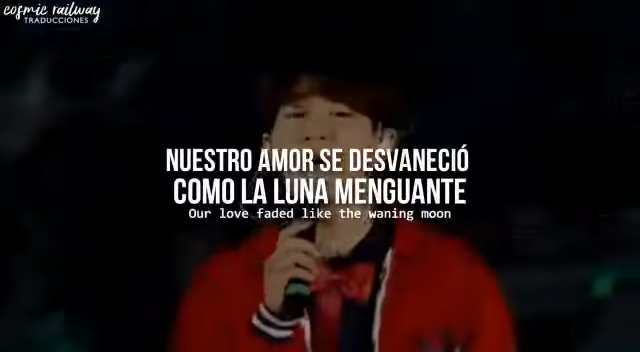 cosmic railway
TRADUCCIONES
NUESTRO AMOR SE DESVANECIÓ
COMO LA LUNA MENGUANTE
Our love faded like the waning moon